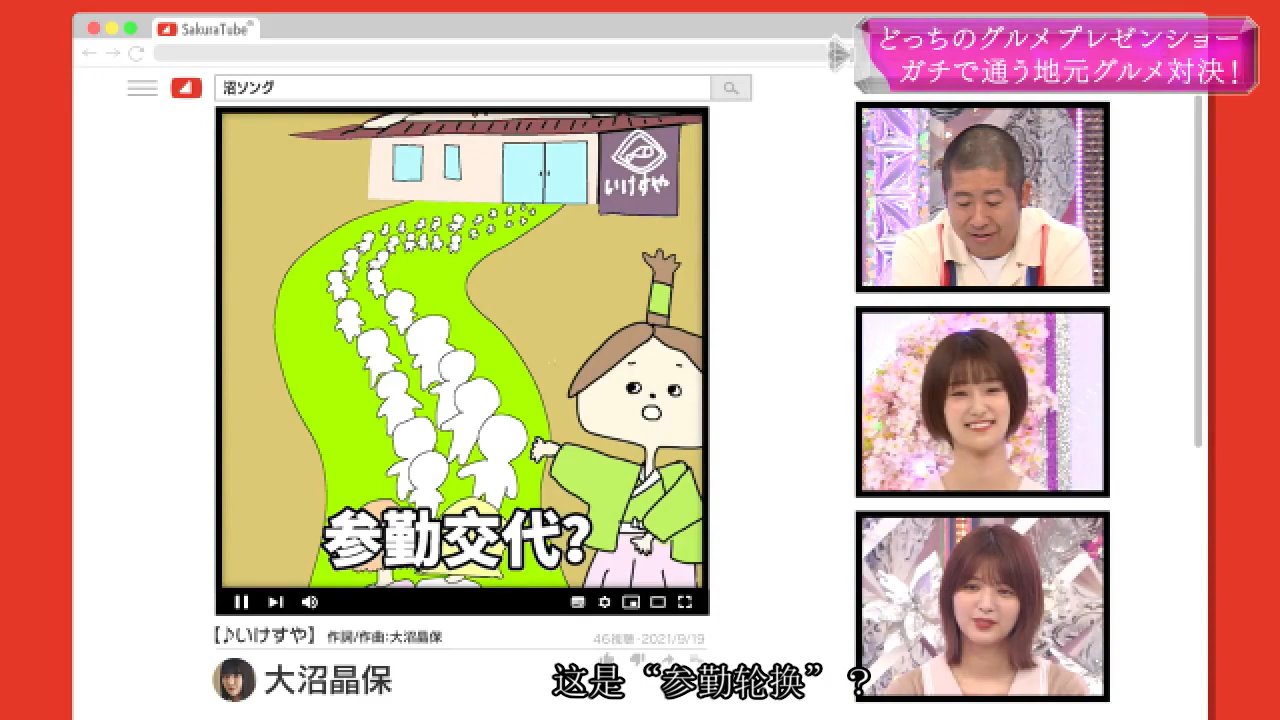 SakuraTube
どっちのグルメプレゼンショー
ガチで通う地元グルメ対決!
沼ソング
いけすや
参勤交代?
【♪いけすや】 作詞/作曲:大沼晶保
46視聴・2021/9/19
大沼晶保
这是“参勤轮换”?